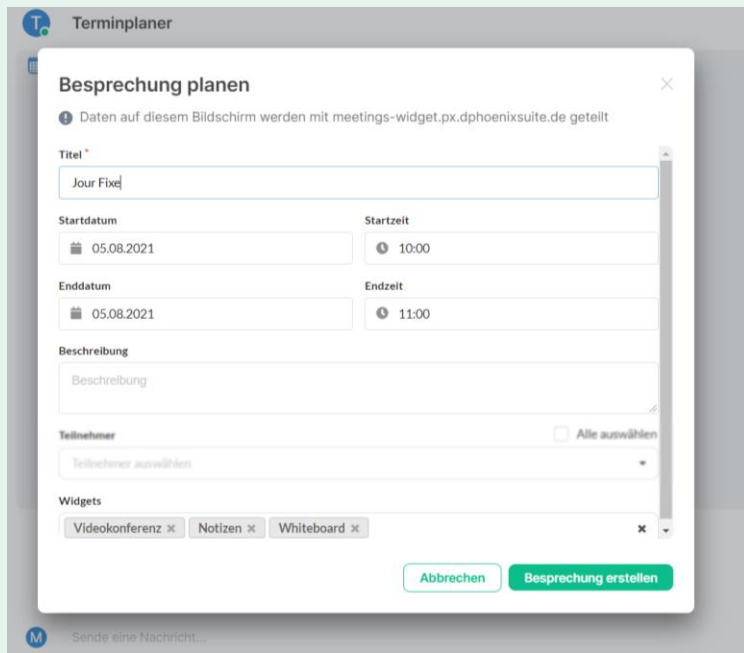 T
Terminplaner
Besprechung planen
Daten auf diesem Bildschirm werden mit meetings-widget.px.dphoenixsuite.de geteilt
Titel *
Jour Fixe
Startdatum
Startzeit
05.08.2021
10:00
Enddatum
Endzeit
05.08.2021
11:00
Beschreibung
Beschreibung
Teilnehmer
Alle auswählen
Teilnehmer auswählen
Widgets
Videokonferenz × Notizen × Whiteboard ×
Abbrechen
Besprechung erstellen
M
Sende eine Nachricht...